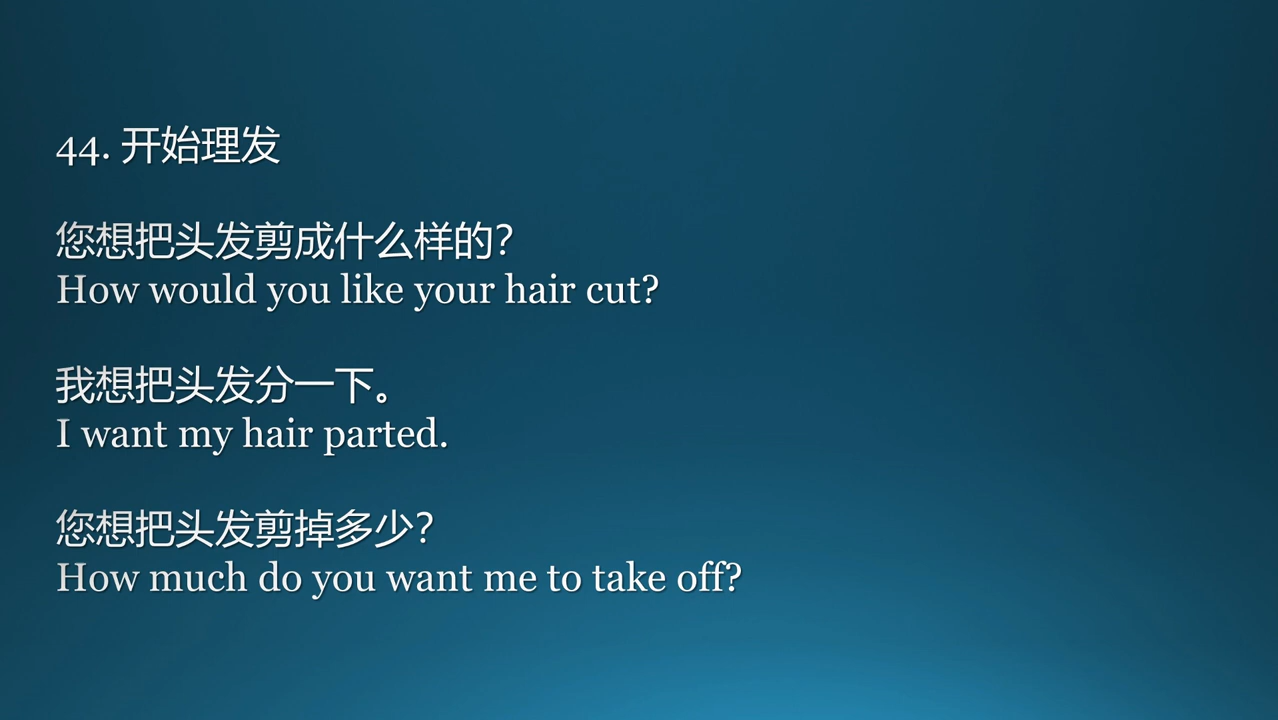 44. 开始理发
您想把头发剪成什么样的？
How would you like your hair cut?
我想把头发分一下。
I want my hair parted.
您想把头发剪掉多少？
How much do you want me to take off?